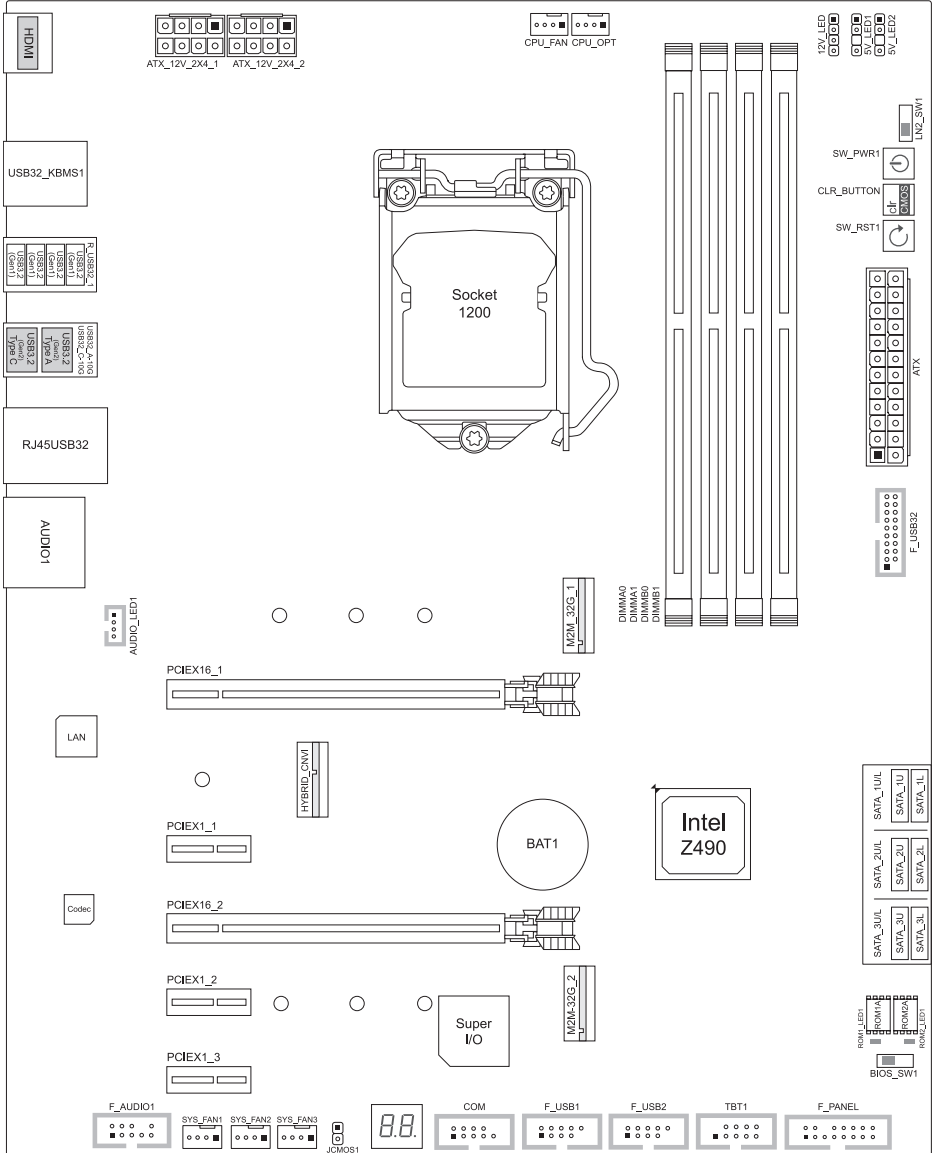 HDMI
ATX_12V_2X4_1
ATX_12V_2X4_2
CPU_FAN
CPU_OPT
12V_LED
5V_LED1
5V_LED2
LN2_SW1
USB32_KBMS1
SW_PWR1
CLR_BUTTON
clr
CMOS
SW_RST1
R_USB32_1
USB3.2
(Gen1)
USB3.2
(Gen1)
USB3.2
(Gen1)
USB3.2
(Gen1)
Socket
1200
USB32_A-10G
USB32_C-10G
USB3.2
(Gen2)
Type A
USB3.2
(Gen2)
Type C
ATX
RJ45USB32
AUDIO1
F_USB32
AUDIO_LED1
M2M_32G_1
DIMMA0
DIMMA1
DIMMB0
DIMMB1
PCIEX16_1
LAN
HYBRID_CNVI
PCIEX1_1
BAT1
Intel
Z490
SATA_1U/L
SATA_1U
SATA_1L
SATA_2U/L
SATA_2U
SATA_2L
SATA_3U/L
SATA_3U
SATA_3L
Codec
PCIEX16_2
PCIEX1_2
M2M-32G_2
Super
I/O
ROM1_LED1
ROM1A
ROM2A
ROM2_LED1
BIOS_SW1
PCIEX1_3
F_AUDIO1
SYS_FAN1
SYS_FAN2
SYS_FAN3
JCMOS1
8.8.
COM
F_USB1
F_USB2
TBT1
F_PANEL